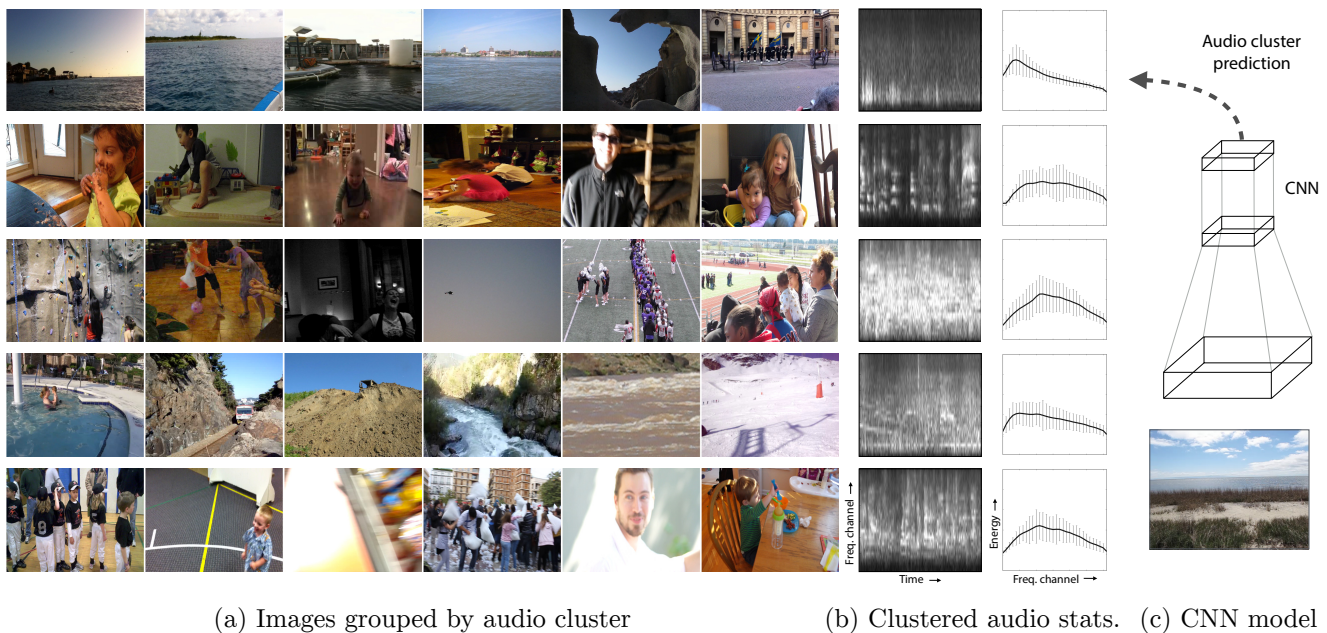 Audio cluster
prediction
CNN
Freq. channel →
Time →
Energy →
Freq. channel →
(a) Images grouped by audio cluster
(b) Clustered audio stats.
(c) CNN model